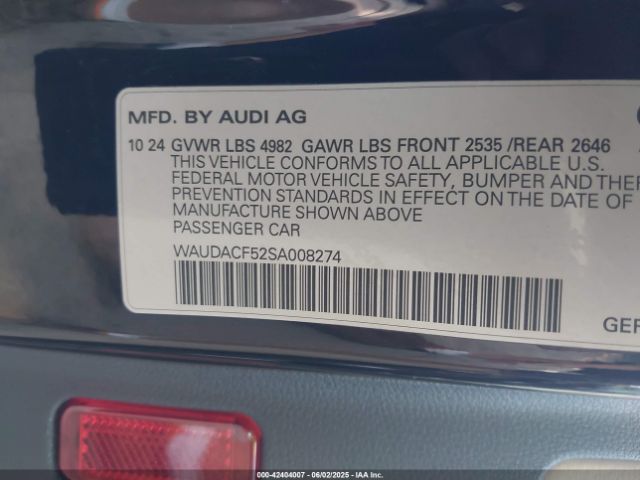 MFD. BY AUDI AG
10 24 GVWR LBS 4982 GAWR LBS FRONT 2535 /REAR 2646
THIS VEHICLE CONFORMS TO ALL APPLICABLE U.S.
FEDERAL MOTOR VEHICLE SAFETY, BUMPER AND
PREVENTION STANDARDS IN EFFECT ON THE DATE OF
MANUFACTURE SHOWN ABOVE
PASSENGER CAR
WAUDACF52SA008274
000-42404007 06/02/2025 - IAA Inc.